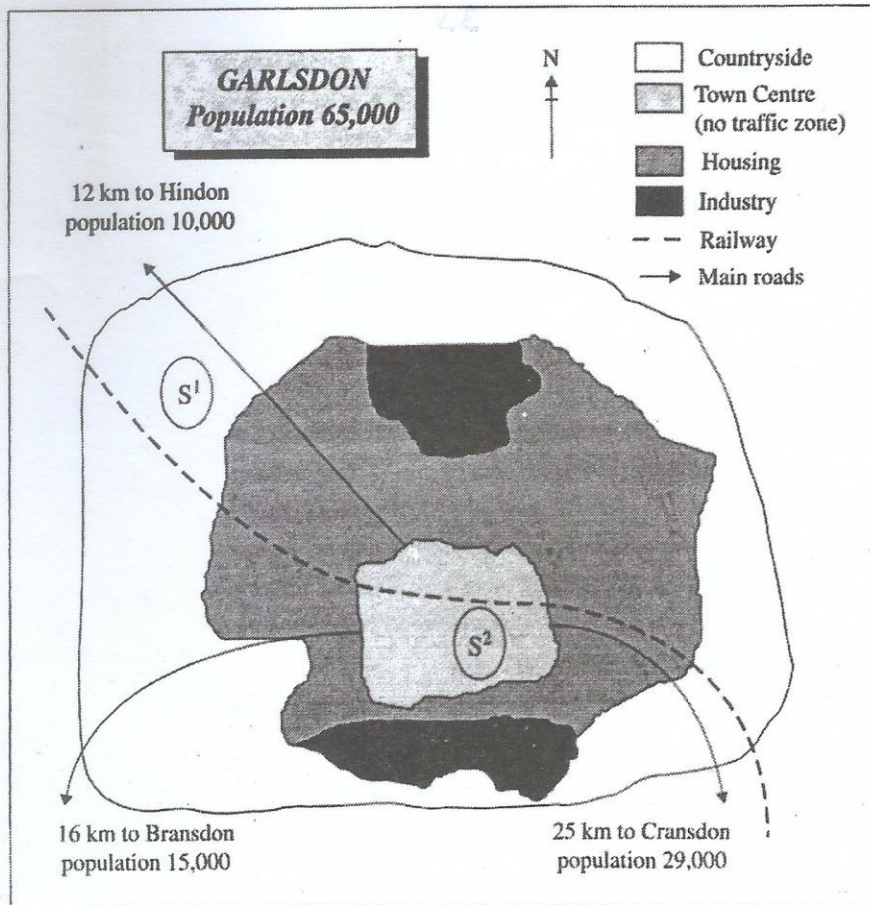 GARLSDON
Population 65,000
N
Countryside
Town Centre
(no traffic zone)
Housing
Industry
Railway
Main roads
12 km to Hindon
population 10,000
S¹
S²
16 km to Bransdon
population 15,000
25 km to Cransdon
population 29,000